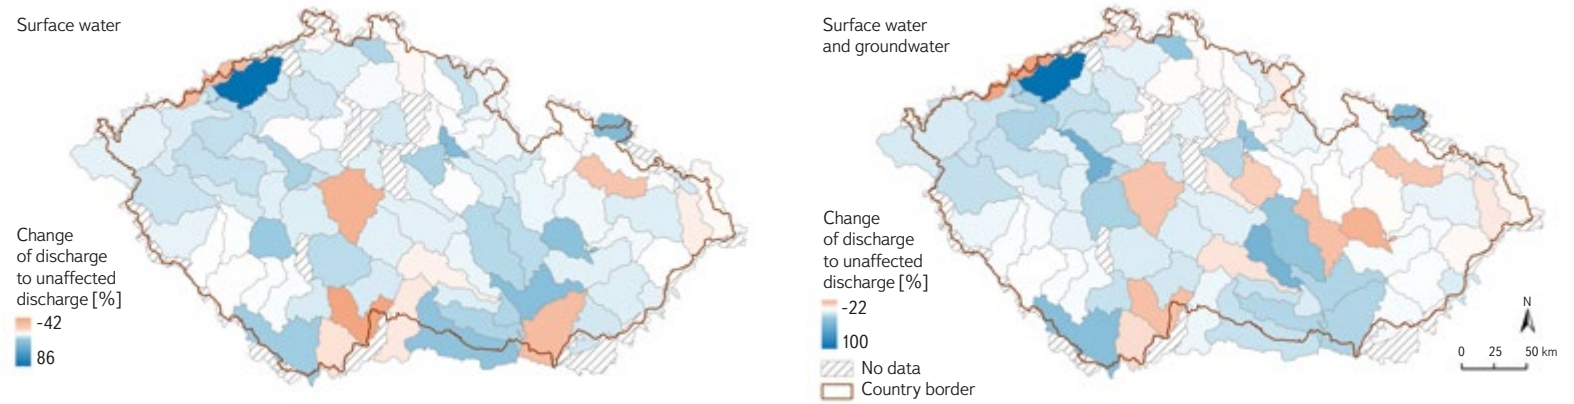 Surface water
Change
of discharge
to unaffected
discharge [%]
-42
86
Surface water
and groundwater
Change
of discharge
to unaffected
discharge [%]
-22
100
No data
Country border
N
0 25 50 km